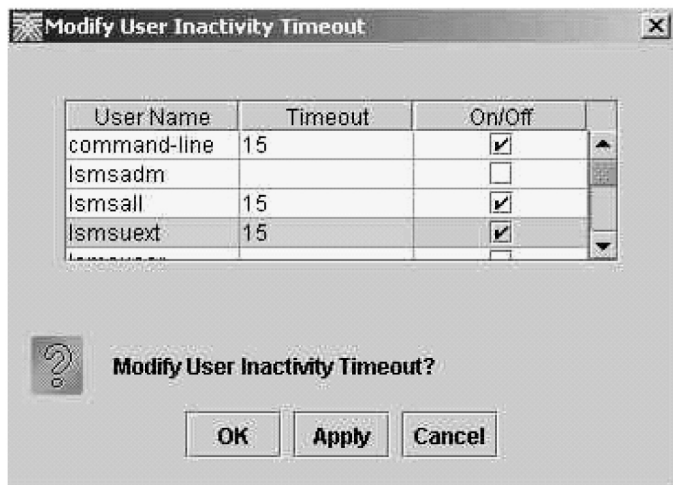 Modify User Inactivity Timeout
User Name Timeout On/Off
command-line 15
lsmsadm
lsmsall 15
lsmsuext 15
Modify User Inactivity Timeout?
OK Apply Cancel